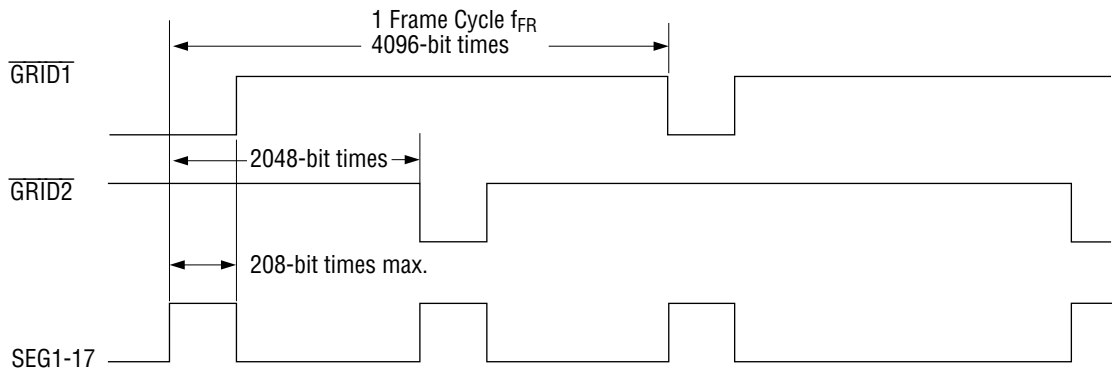 1 Frame Cycle fFR
4096-bit times
GRID1
2048-bit times
GRID2
208-bit times max.
SEG1-17